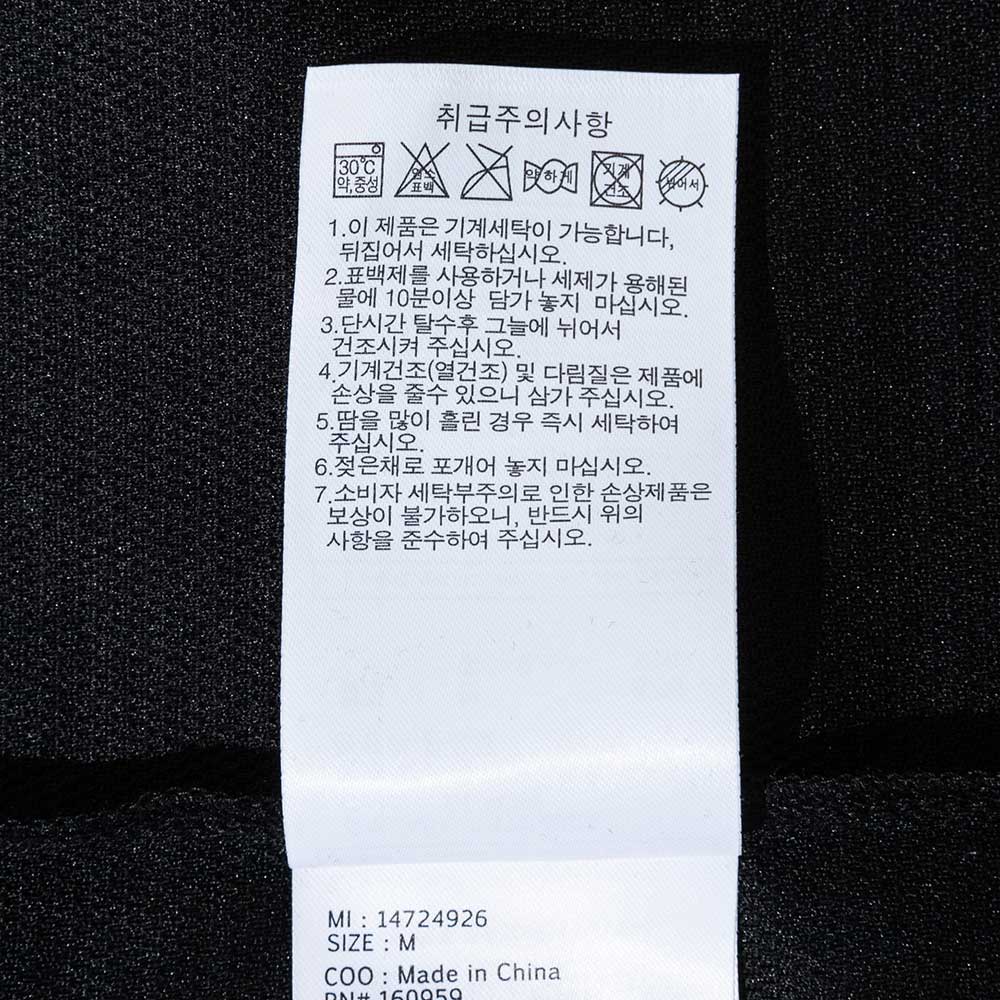 취급주의사항
30℃ 약,중성 염소 표백 약하게 기계 건조 뉘어서
1.이 제품은 기계세탁이 가능합니다,
뒤집어서 세탁하십시오.
2.표백제를 사용하거나 세제가 용해된
물에 10분이상 담가 놓지 마십시오.
3.단시간 탈수후 그늘에 뉘어서
건조시켜 주십시오.
4.기계건조(열건조) 및 다림질은 제품에
손상을 줄수 있으니 삼가 주십시오.
5.땀을 많이 흘린 경우 즉시 세탁하여
주십시오.
6.젖은채로 포개어 놓지 마십시오.
7.소비자 세탁부주의로 인한 손상제품은
보상이 불가하오니, 반드시 위의
사항을 준수하여 주십시오.
MI : 14724926
SIZE : M
COO : Made in China
RN# 160959